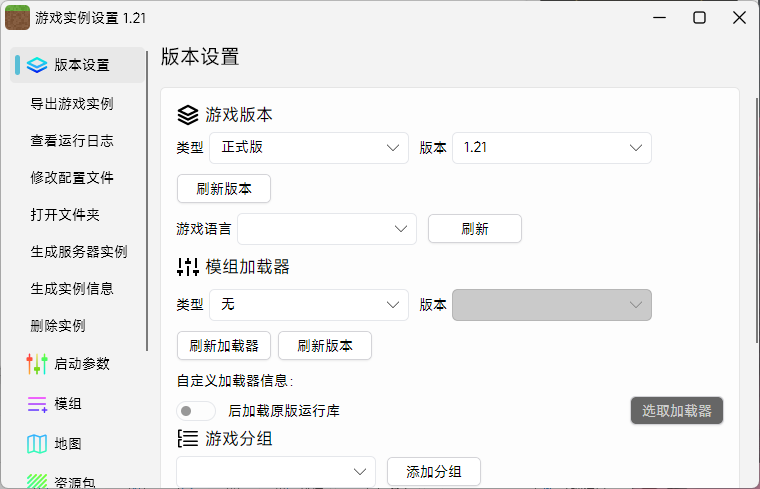 游戏实例设置 1.21
版本设置
导出游戏实例
查看运行日志
修改配置文件
打开文件夹
生成服务器实例
生成实例信息
删除实例
启动参数
模组
地图
资源包
版本设置
游戏版本
类型 正式版 版本 1.21
刷新版本
游戏语言 刷新
模组加载器
类型 无 版本
刷新加载器 刷新版本
自定义加载器信息:
后加载原版运行库 选取加载器
游戏分组
添加分组